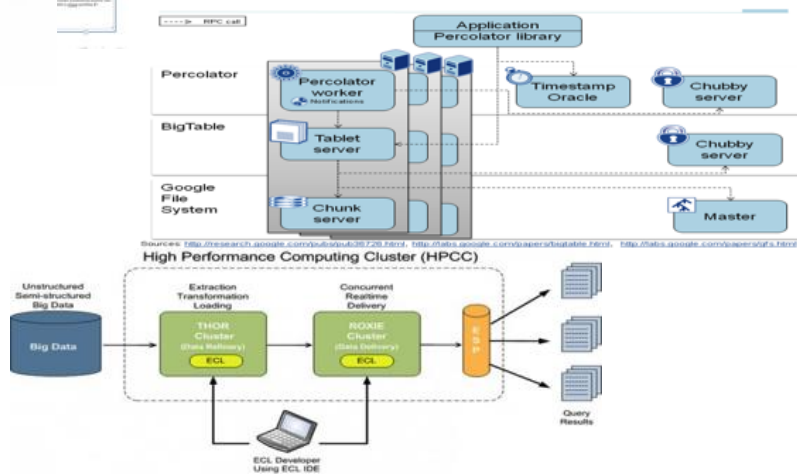 RPC call
Application
Percolator library
Percolator
Percolator
worker
Notifications
Timestamp
Oracle
Chubby
server
BigTable
Tablet
server
Chubby
server
Google
File
System
Chunk
server
Master
Sources: http://research.google.com/pubs/pub36726.html, http://labs.google.com/papers/bigtable.html, http://labs.google.com/papers/gfs.html
High Performance Computing Cluster (HPCC)
Unstructured
Semi-structured
Big Data
Extraction
Transformation
Loading
Concurrent
Realtime
Delivery
Big Data
THOR
Cluster
(Data Refinery)
ECL
ROXIE
Cluster
(Data Delivery)
ECL
ESP
Query
Results
ECL Developer
Using ECL IDE